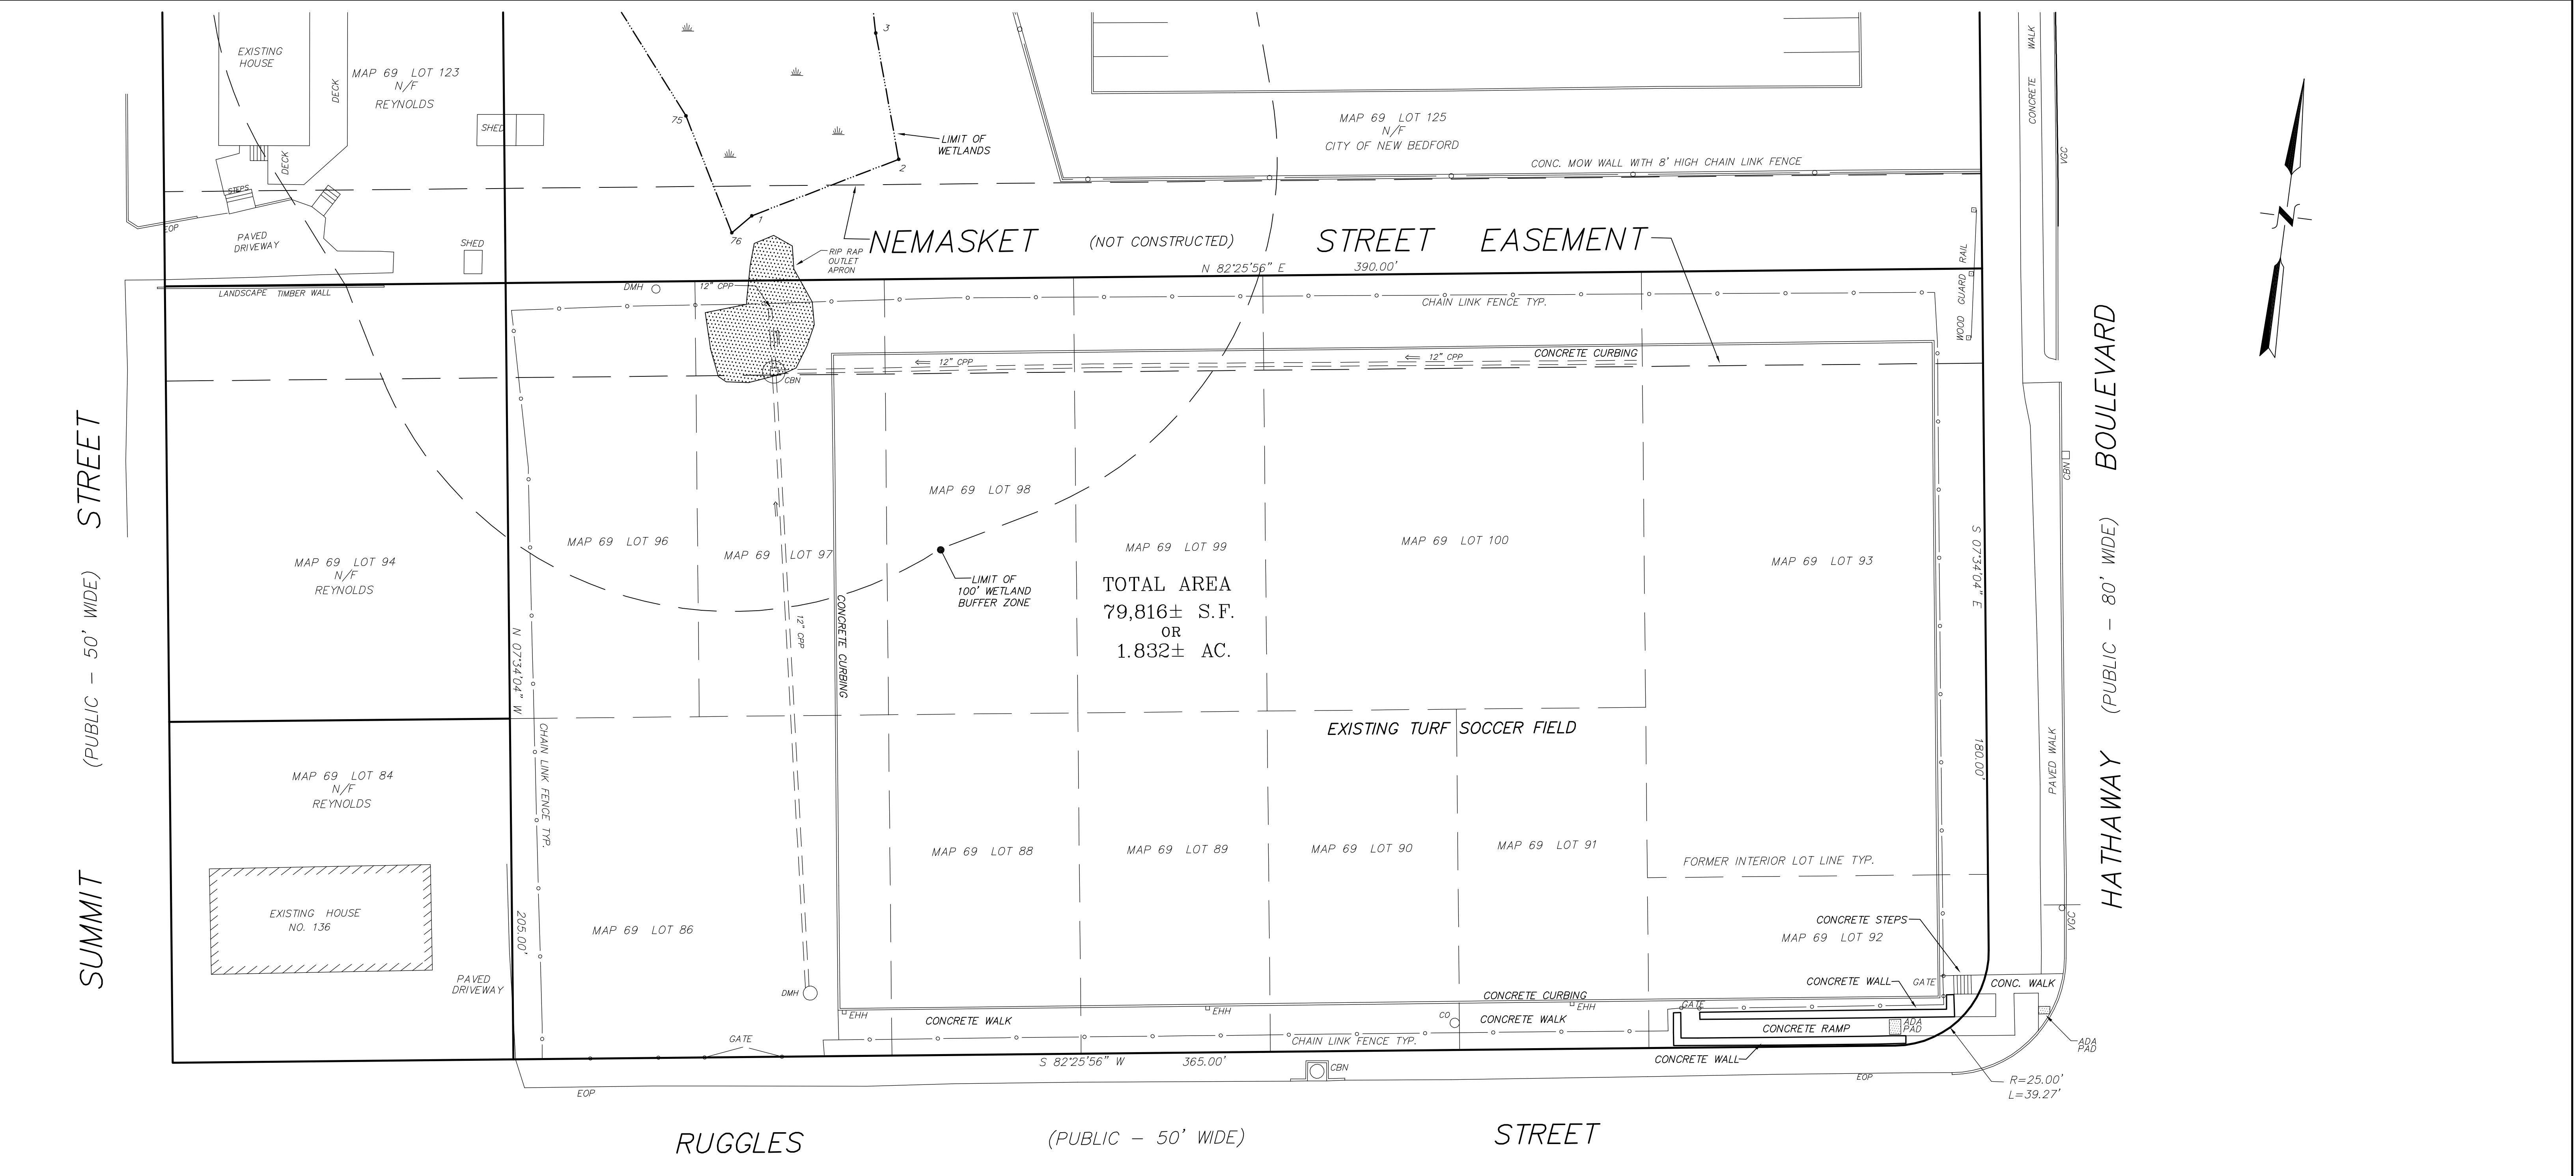 EXISTING
HOUSE
DECK
MAP 69 LOT 123
N/F
REYNOLDS
SHED
DECK
STEPS
EOP
PAVED
DRIVEWAY
SHED
LANDSCAPE TIMBER WALL
75
76
1
2
3
LIMIT OF
WETLANDS
RIP RAP
OUTLET
APRON
MAP 69 LOT 125
N/F
CITY OF NEW BEDFORD
CONC. MOW WALL WITH 8' HIGH CHAIN LINK FENCE
CONCRETE WALK
VGC
NEMASKET (NOT CONSTRUCTED) STREET EASEMENT
N 82°25'56" E 390.00'
WOOD GUARD RAIL
N
DMH
12" CPP
CHAIN LINK FENCE TYP.
12" CPP
12" CPP
CONCRETE CURBING
CBN
SUMMIT (PUBLIC - 50' WIDE) STREET
HATHAWAY (PUBLIC - 80' WIDE) BOULEVARD
CBN
MAP 69 LOT 94
N/F
REYNOLDS
MAP 69 LOT 96
MAP 69 LOT 97
MAP 69 LOT 98
MAP 69 LOT 99
MAP 69 LOT 100
MAP 69 LOT 93
LIMIT OF
100' WETLAND
BUFFER ZONE
TOTAL AREA
79,816± S.F.
OR
1.832± AC.
S 07°34'04" E
180.00'
N 07°34'04" W
205.00'
12" CPP
CONCRETE CURBING
CHAIN LINK FENCE TYP.
EXISTING TURF SOCCER FIELD
PAVED WALK
MAP 69 LOT 84
N/F
REYNOLDS
EXISTING HOUSE
NO. 136
PAVED
DRIVEWAY
MAP 69 LOT 86
MAP 69 LOT 88
MAP 69 LOT 89
MAP 69 LOT 90
MAP 69 LOT 91
FORMER INTERIOR LOT LINE TYP.
CONCRETE STEPS
MAP 69 LOT 92
VGC
DMH
CONCRETE WALL
GATE
CONC. WALK
CONCRETE CURBING
EHH
CONCRETE WALK
EHH
CO
CONCRETE WALK
EHH
GATE
CONCRETE RAMP
ADA
PAD
GATE
CHAIN LINK FENCE TYP.
CONCRETE WALL
ADA
PAD
S 82°25'56" W 365.00'
CBN
EOP
EOP
R=25.00'
L=39.27'
RUGGLES (PUBLIC - 50' WIDE) STREET